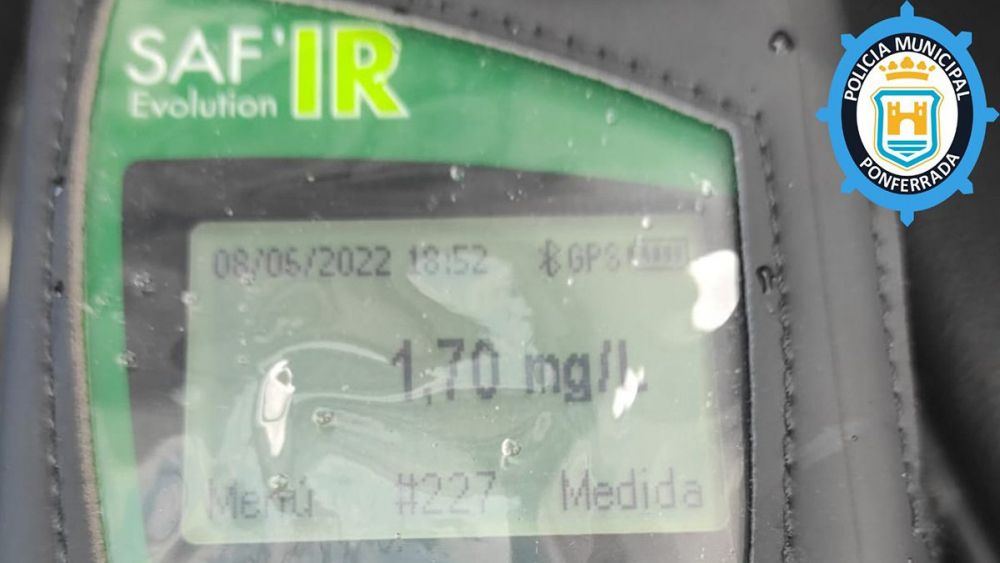 SAF'IR
Evolution
POLICIA MUNICIPAL
PONFERRADA
08/06/2022 18:52 GPS
1,70 mg/L
Menú #227 Medida